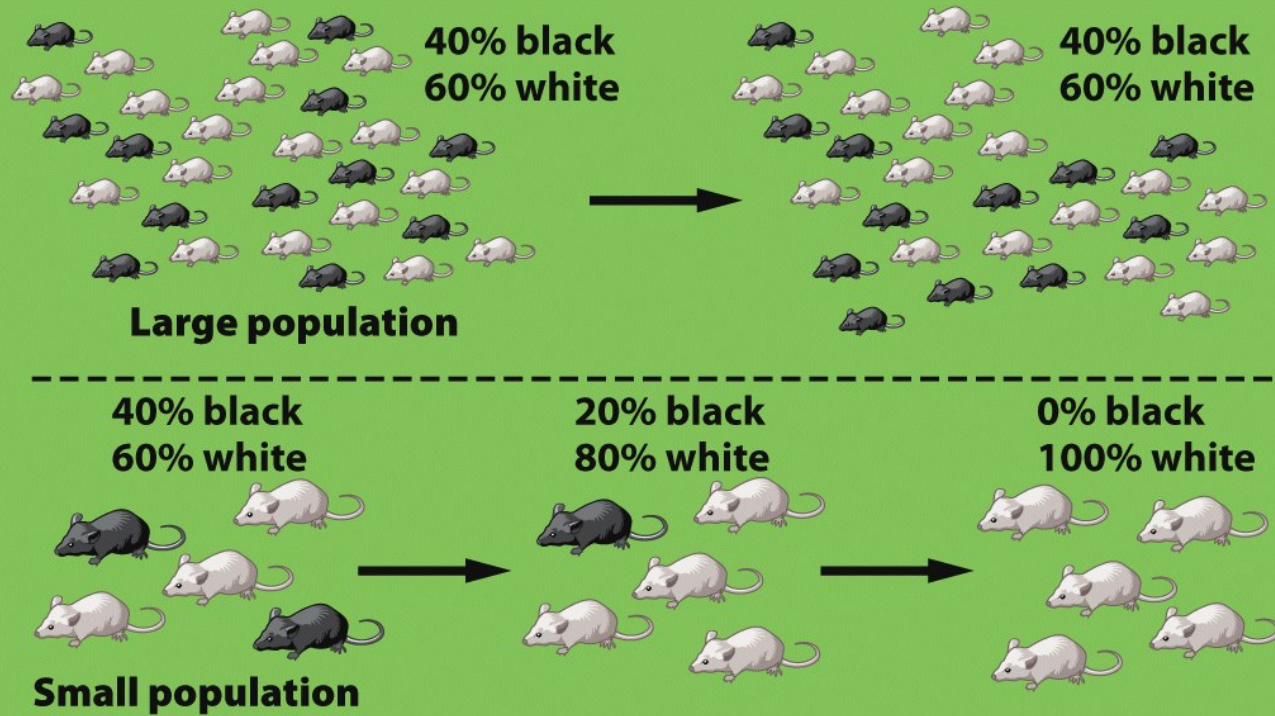 40% black
60% white
40% black
60% white
Large population
40% black
60% white
20% black
80% white
0% black
100% white
Small population